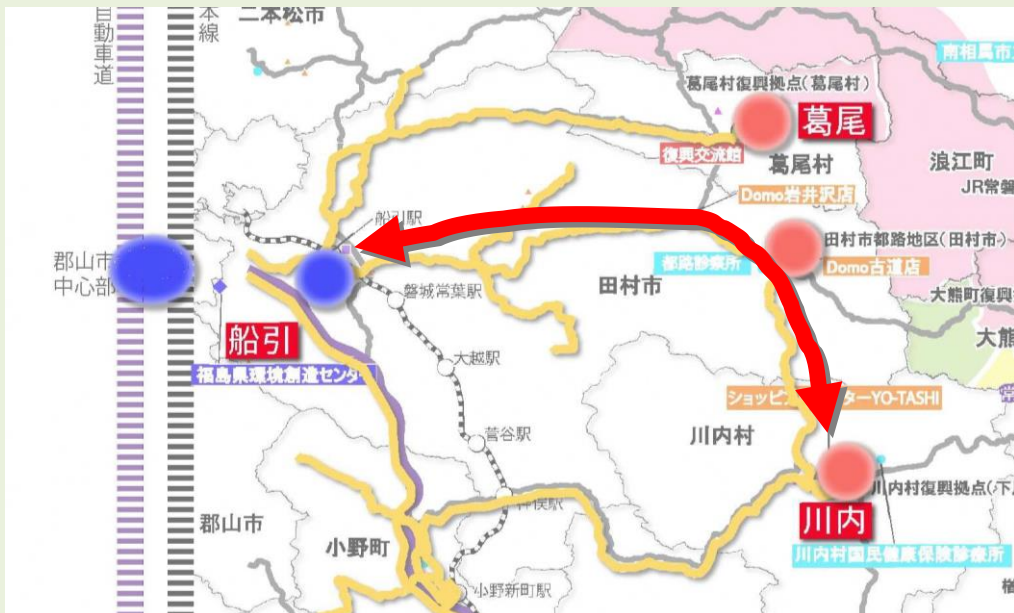 自動車道
本線
二本松市
南相馬市
葛尾村復興拠点(葛尾村)
葛尾
復興交流館
葛尾村
浪江町
JR常磐
Domo岩井沢店
船引駅
田村市都路地区(田村市)
郡山市
中心部
都路診療所
Domo古道店
田村市
磐城常葉駅
大熊町復興
船引
大熊
大越駅
福島県環境創造センター
ショッピ
ターYO-TASHI
常
菅谷駅
川内村
川内村復興拠点(下
神俣駅
郡山市
川内
小野町
川内村国民健康保険診療所
小野新町駅
楢